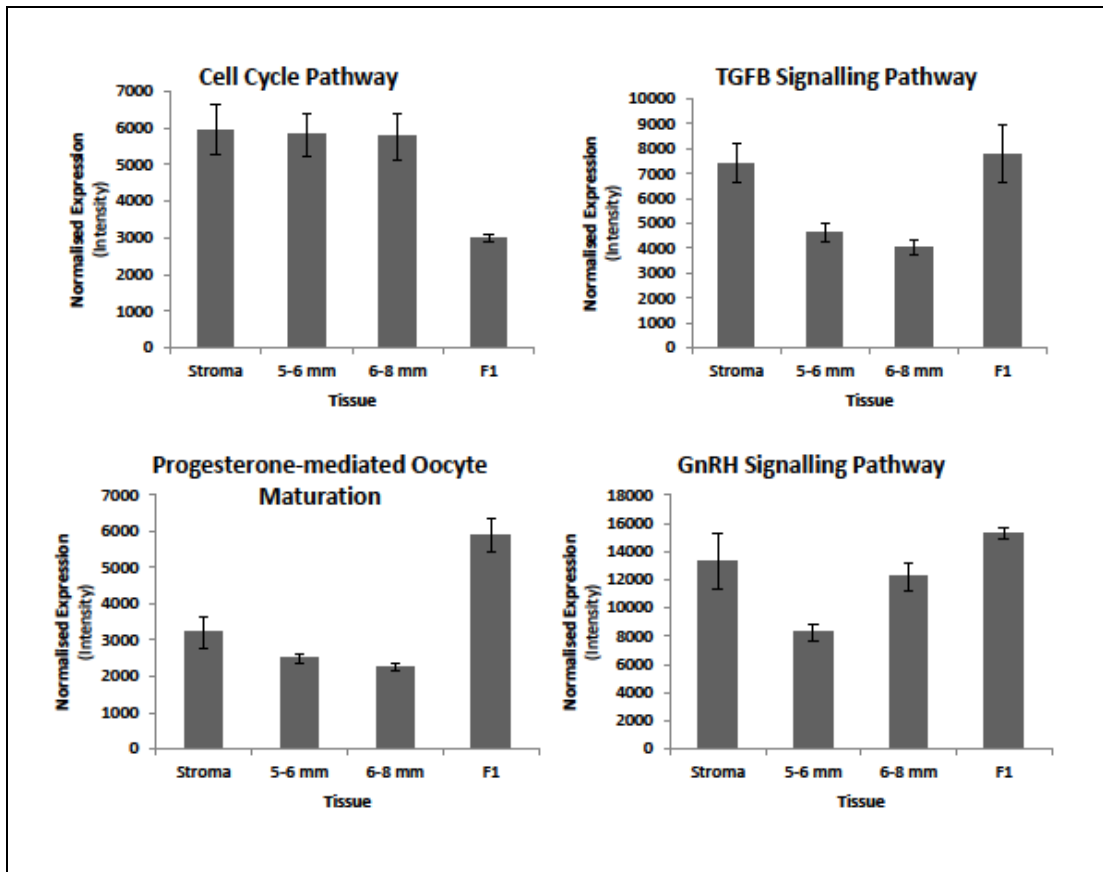 Cell Cycle Pathway
Normalised Expression
(Intensity)
7000
6000
5000
4000
3000
2000
1000
0
Stroma 5-6 mm 6-8 mm F1
Tissue
TGFB Signalling Pathway
Normalised Expression
(Intensity)
10000
9000
8000
7000
6000
5000
4000
3000
2000
1000
0
Stroma 5-6 mm 6-8 mm F1
Tissue
Progesterone-mediated Oocyte
Maturation
Normalised Expression
(Intensity)
7000
6000
5000
4000
3000
2000
1000
0
Stroma 5-6 mm 6-8 mm F1
Tissue
GnRH Signalling Pathway
Normalised Expression
(Intensity)
18000
16000
14000
12000
10000
8000
6000
4000
2000
0
Stroma 5-6 mm 6-8 mm F1
Tissue